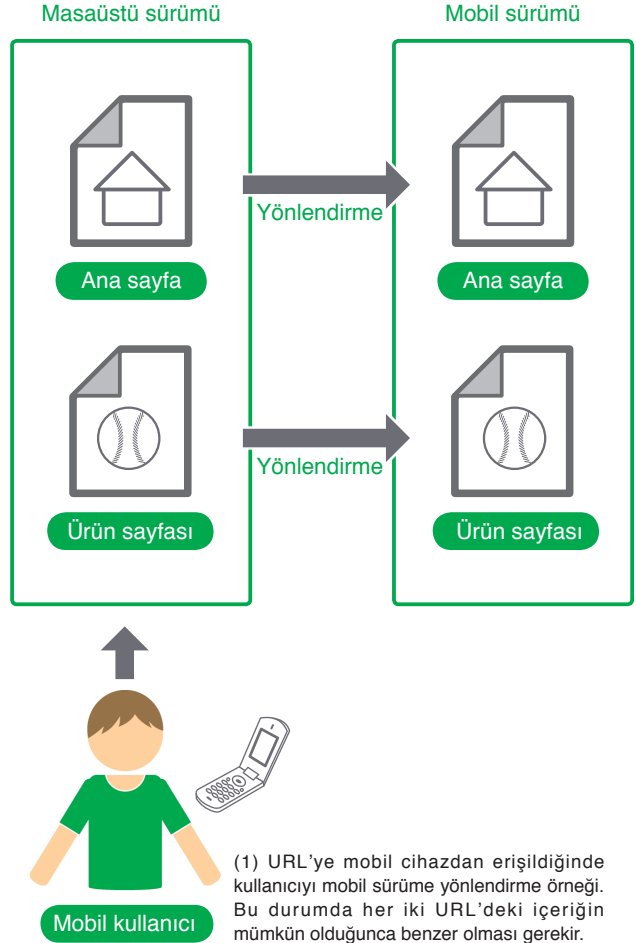 Masaüstü sürümü
Mobil sürümü
Yönlendirme
Ana sayfa
Ana sayfa
Yönlendirme
Ürün sayfası
Ürün sayfası
(1) URL’ye mobil cihazdan erişildiğinde
kullanıcıyı mobil sürüme yönlendirme örneği.
Bu durumda her iki URL’deki içeriğin
mümkün olduğunca benzer olması gerekir.
Mobil kullanıcı